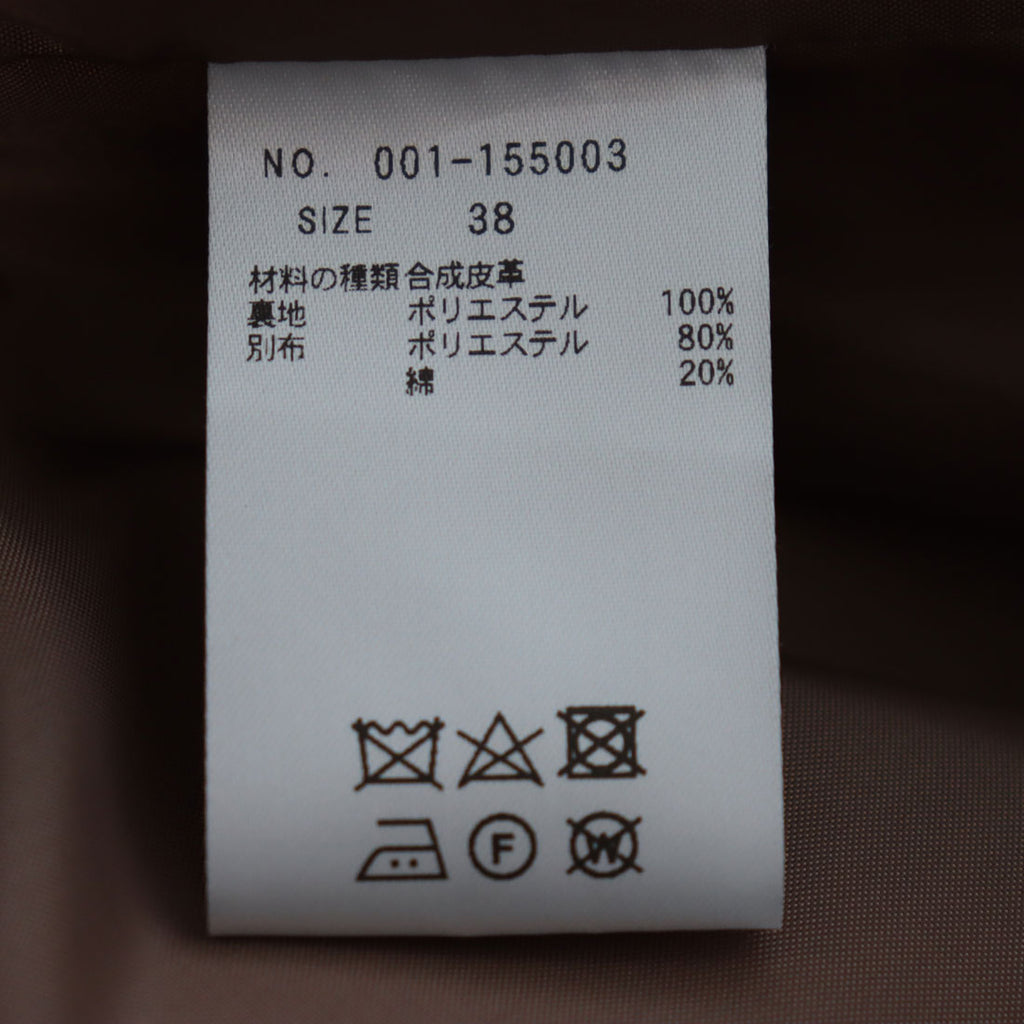 NO. 001-155003
SIZE 38
材料の種類 合成皮革
裏地 ポリエステル 100%
別布 ポリエステル 80%
綿 20%
F
W